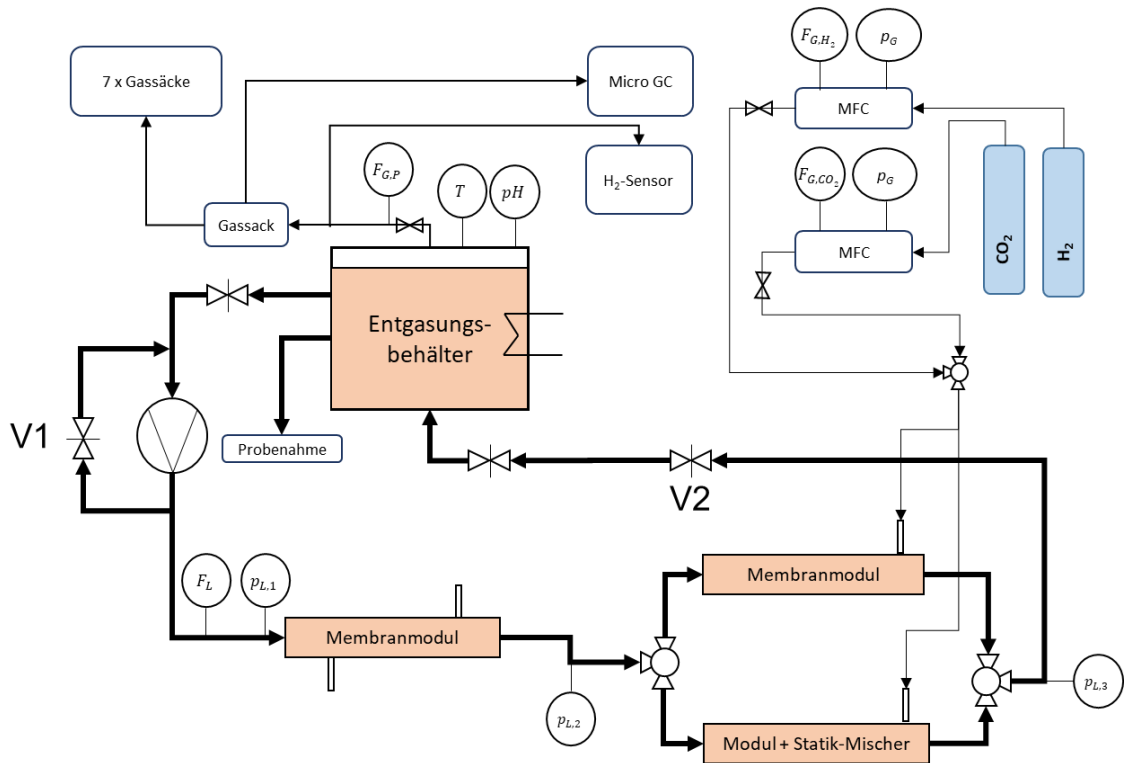 F_{G,H_2}
p_G
7 x Gassäcke
Micro GC
MFC
F_{G,P}
T
pH
H_2-Sensor
F_{G,CO_2}
p_G
Gassack
MFC
CO_2
H_2
Entgasungs-
behälter
V1
Probenahme
V2
F_L
p_{L,1}
Membranmodul
Membranmodul
p_{L,2}
p_{L,3}
Modul + Statik-Mischer